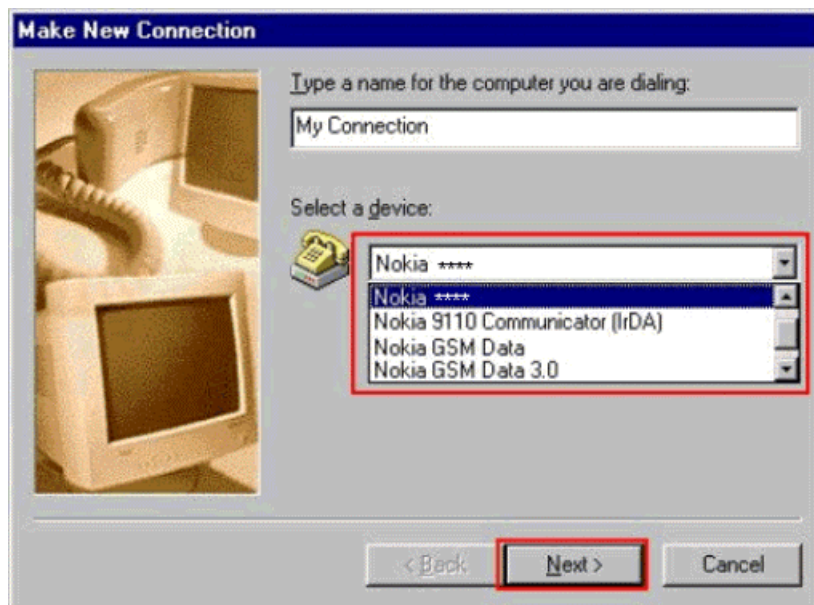 Make New Connection
Type a name for the computer you are dialing:
My Connection
Select a device:
Nokia ****
Nokia ****
Nokia 9110 Communicator (IrDA)
Nokia GSM Data
Nokia GSM Data 3.0
< Back
Next >
Cancel